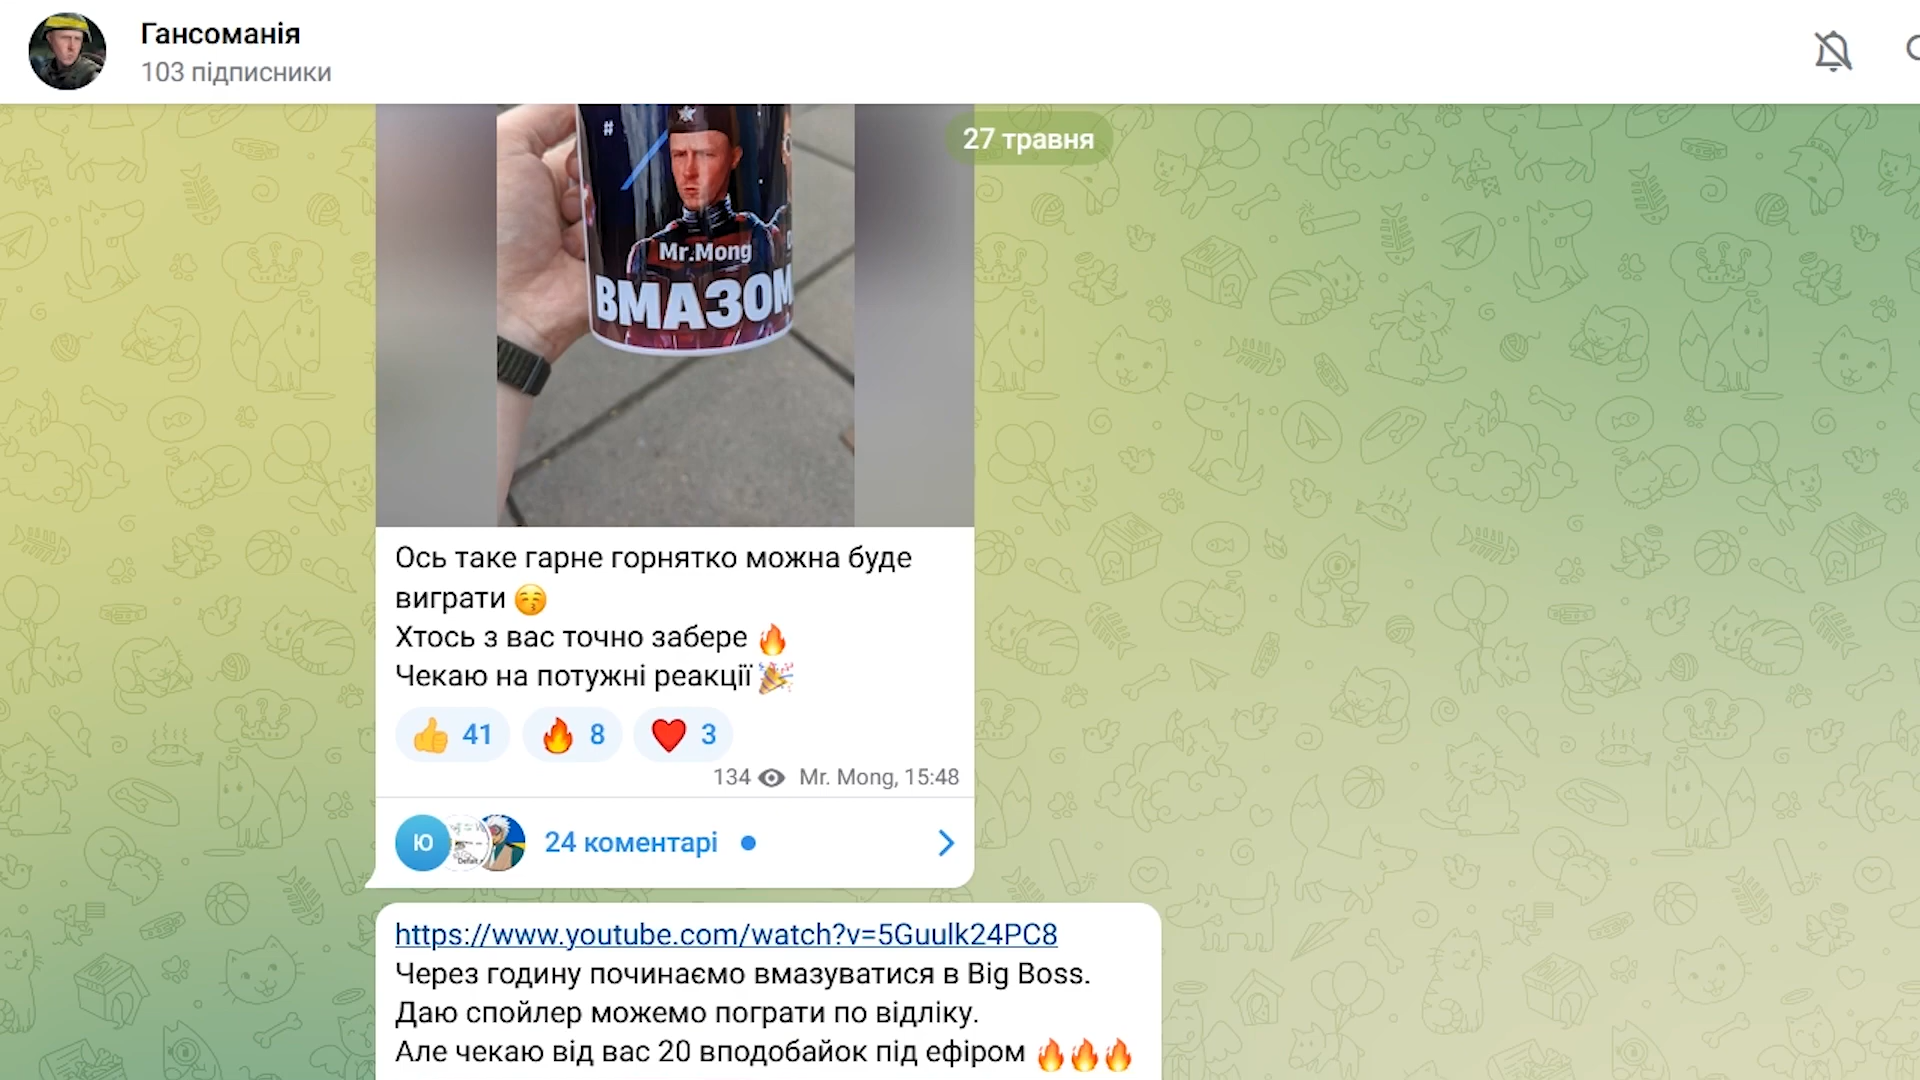 Гансоманія
103 підписники
27 травня
#
Mr.Mong
ВМАЗОМ
Ось таке гарне горнятко можна буде
виграти 😚
Хтось з вас точно забере 🔥
Чекаю на потужні реакції 🎉
👍 41 🔥 8 ❤️ 3
134 Mr. Mong, 15:48
Ю
Default
24 коментарі
https://www.youtube.com/watch?v=5Guulk24PC8
Через годину починаємо вмазуватися в Big Boss.
Даю спойлер можемо пограти по відліку.
Але чекаю від вас 20 вподобайок під ефіром 🔥🔥🔥